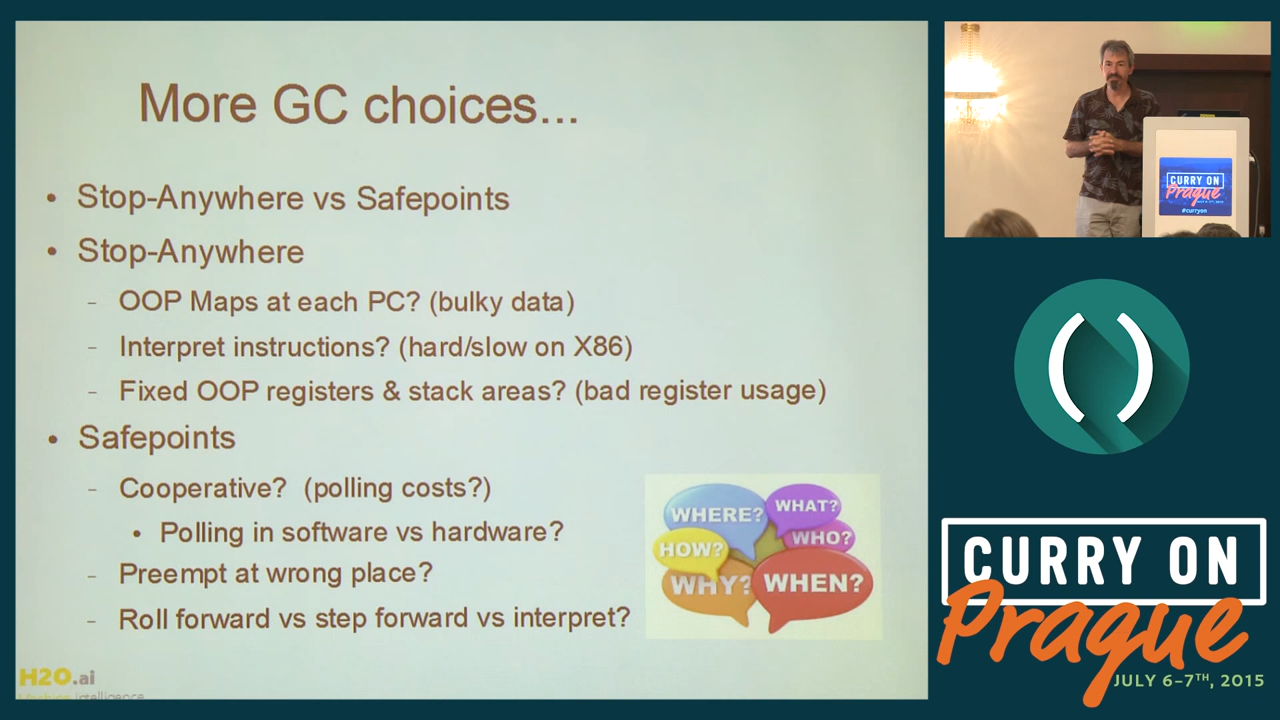 More GC choices...
• Stop-Anywhere vs Safepoints
• Stop-Anywhere
- OOP Maps at each PC? (bulky data)
- Interpret instructions? (hard/slow on X86)
- Fixed OOP registers & stack areas? (bad register usage)
• Safepoints
- Cooperative? (polling costs?)
• Polling in software vs hardware?
- Preempt at wrong place?
- Roll forward vs step forward vs interpret?
WHERE?
WHAT?
HOW?
WHO?
WHY?
WHEN?
H2O.ai
Machine Intelligence
CURRY ON
Prague
#curryon
()
CURRY ON
Prague
JULY 6-7TH, 2015